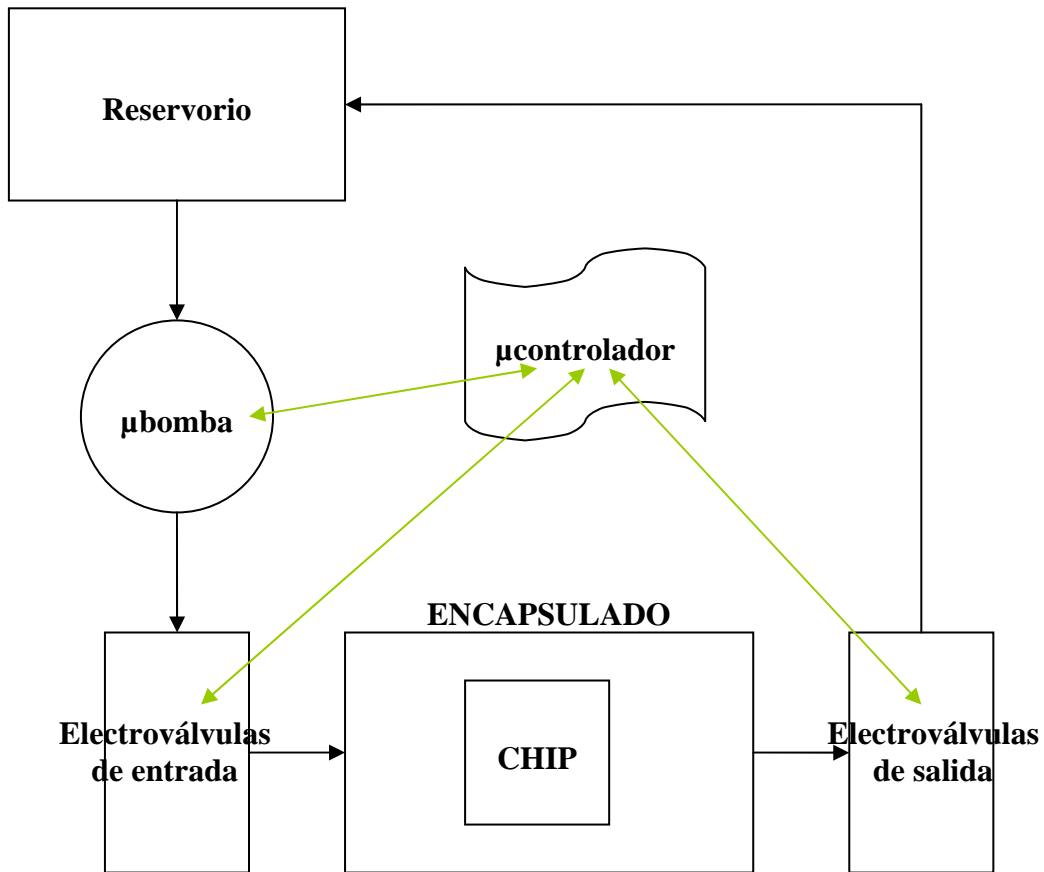 Reservorio
µcontrolador
µbomba
ENCAPSULADO
Electroválvulas
de entrada
CHIP
Electroválvulas
de salida